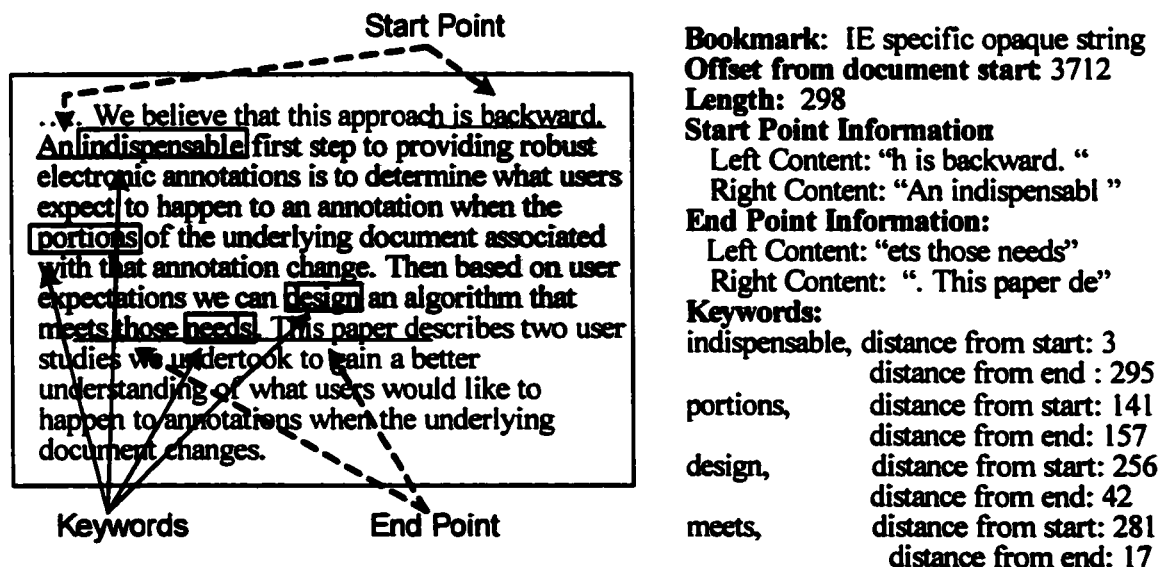 Start Point
..... We believe that this approach is backward.
An indispensable first step to providing robust
electronic annotations is to determine what users
expect to happen to an annotation when the
portions of the underlying document associated
with that annotation change. Then based on user
expectations we can design an algorithm that
meets those needs. This paper describes two user
studies we undertook to gain a better
understanding of what users would like to
happen to annotations when the underlying
document changes.
Keywords
End Point
Bookmark: IE specific opaque string
Offset from document start 3712
Length: 298
Start Point Information
Left Content: “h is backward. “
Right Content: “An indispensabl ”
End Point Information:
Left Content: “ets those needs”
Right Content: “. This paper de”
Keywords:
indispensable, distance from start: 3
distance from end : 295
portions, distance from start: 141
distance from end: 157
design, distance from start: 256
distance from end: 42
meets, distance from start: 281
distance from end: 17